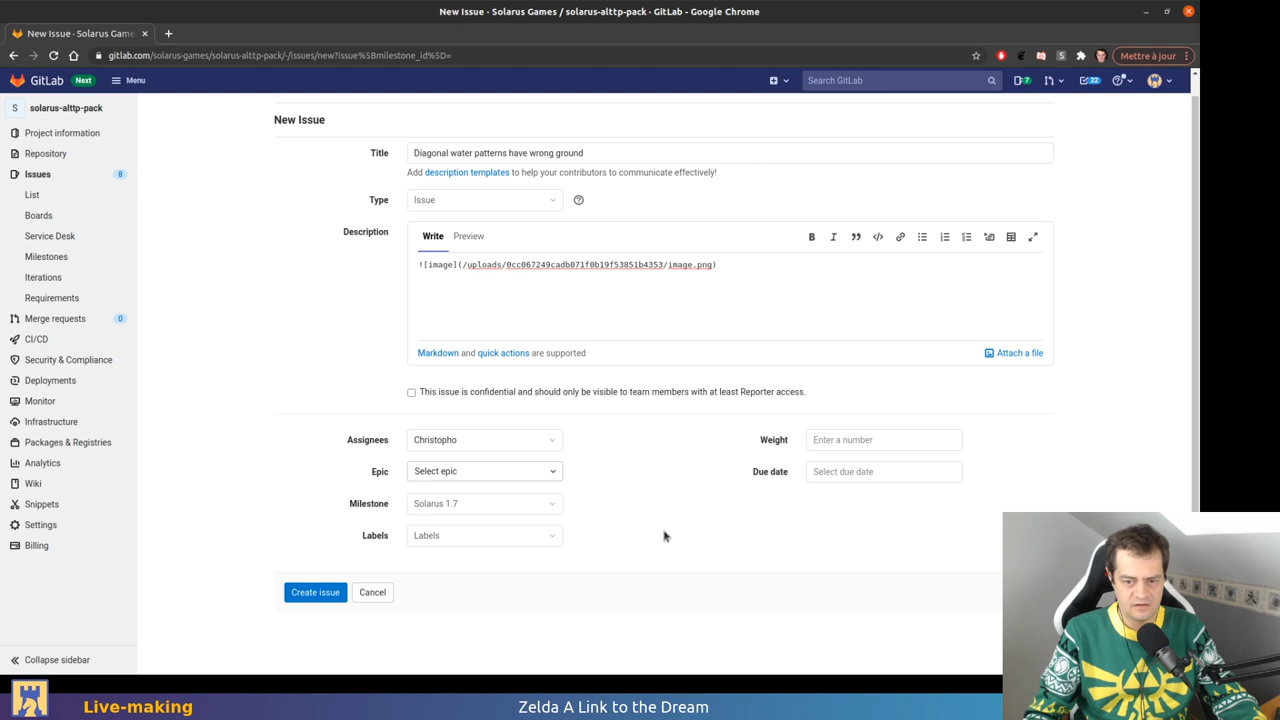 New Issue · Solarus Games / solarus-alttp-pack · GitLab - Google Chrome
New Issue · Solarus Game
gitlab.com/solarus-games/solarus-alttp-pack/-/issues/new?issue%5Bmilestone_id%5D=
Mettre à jour
GitLab Next Menu
Search GitLab
7
22
S solarus-alttp-pack
Project information
Repository
Issues 8
List
Boards
Service Desk
Milestones
Iterations
Requirements
Merge requests 0
CI/CD
Security & Compliance
Deployments
Monitor
Infrastructure
Packages & Registries
Analytics
Wiki
Snippets
Settings
Billing
Collapse sidebar
New Issue
Title Diagonal water patterns have wrong ground
Add description templates to help your contributors to communicate effectively!
Type Issue
Description Write Preview
![image](/uploads/0cc067249cadb071f0b19f53851b4353/image.png)
Markdown and quick actions are supported
Attach a file
This issue is confidential and should only be visible to team members with at least Reporter access.
Assignees Christopho
Weight Enter a number
Epic Select epic
Due date Select due date
Milestone Solarus 1.7
Labels Labels
Create issue Cancel
Live-making
Zelda A Link to the Dream